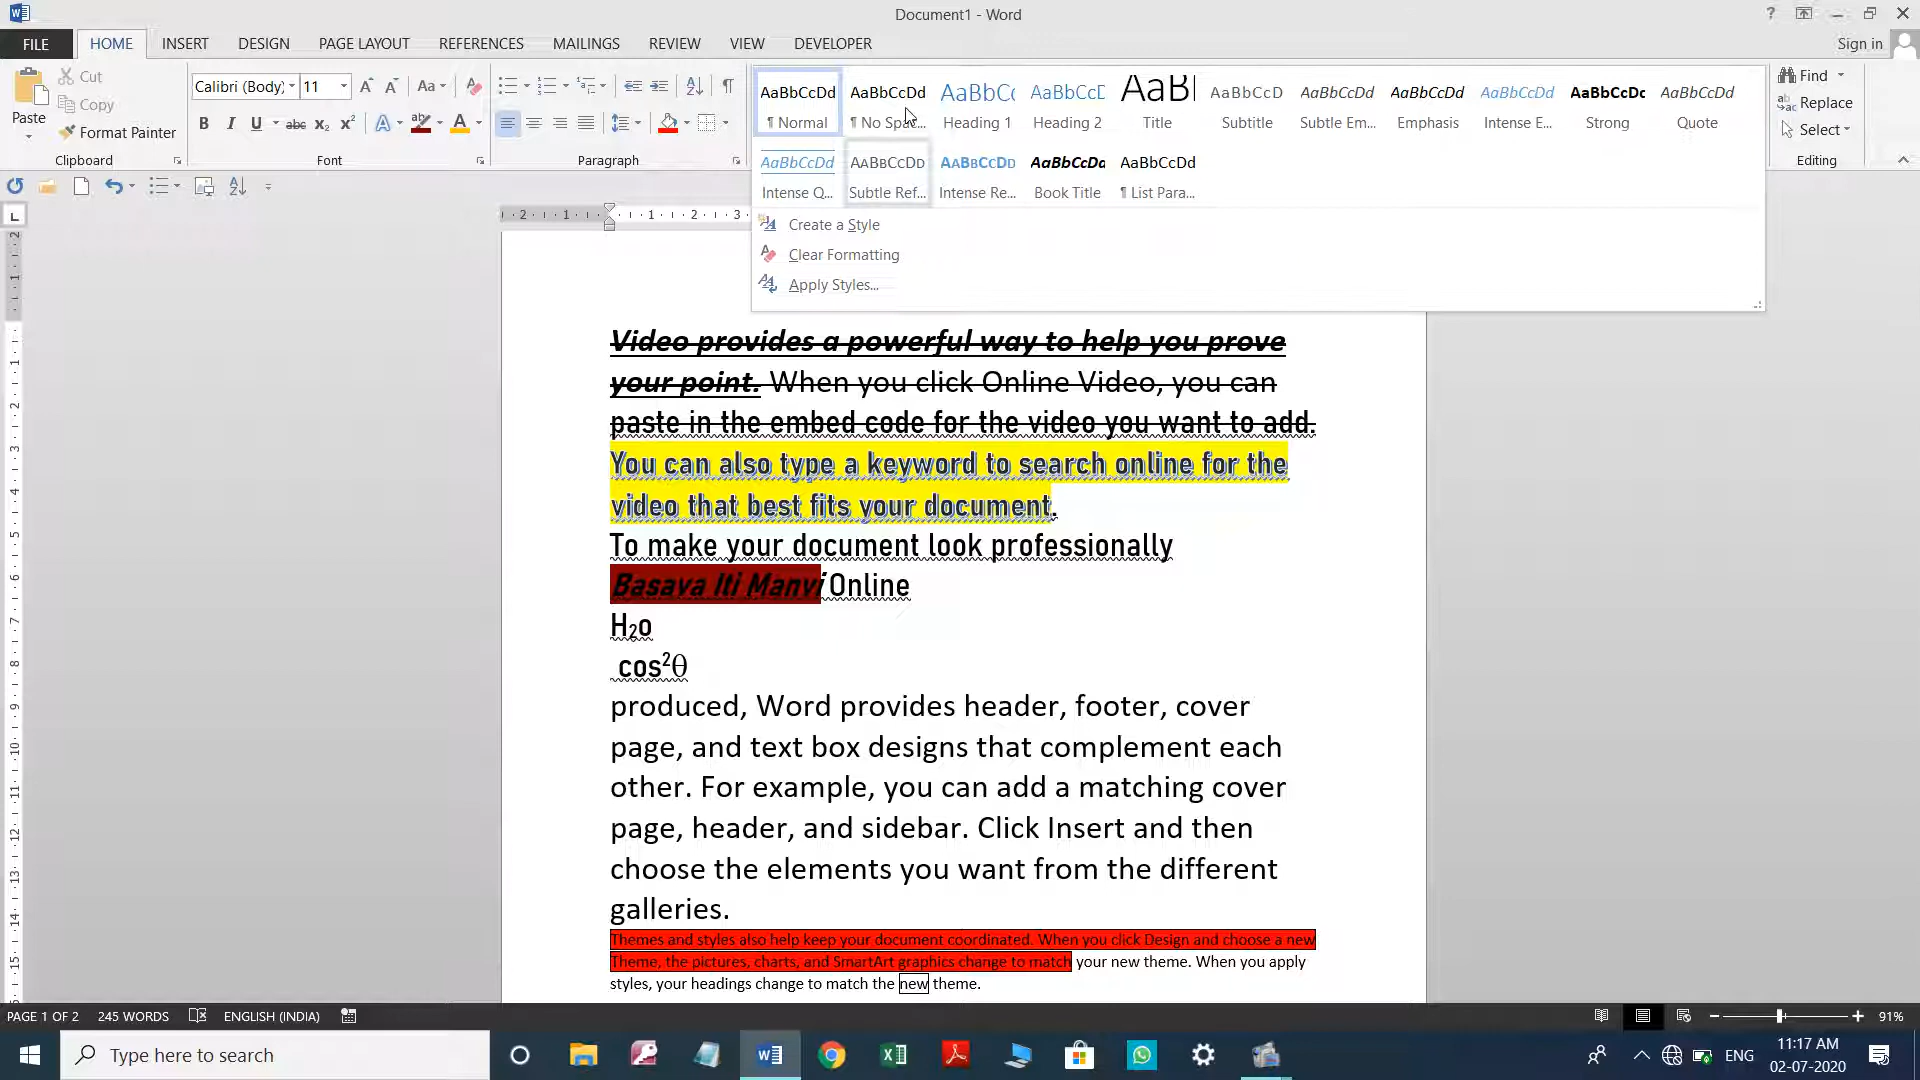 Document1 - Word
?
FILE
HOME
INSERT
DESIGN
PAGE LAYOUT
REFERENCES
MAILINGS
REVIEW
VIEW
DEVELOPER
Sign in
Paste
Cut
Copy
Format Painter
Clipboard
Calibri (Body)
11
Font
Paragraph
AaBbCcDd AaBbCcDd AaBbCc AaBbCcD AaB AaBbCcD AaBbCcDd AaBbCcDd AaBbCcDd AaBbCcDc AaBbCcDd
¶ Normal ¶ No Spac... Heading 1 Heading 2 Title Subtitle Subtle Em... Emphasis Intense E... Strong Quote
AaBbCcDd AaBbCcDd AaBbCcDd AaBbCcDd AaBbCcDd
Intense Q... Subtle Ref... Intense Re... Book Title ¶ List Para...
Create a Style
Clear Formatting
Apply Styles...
Find
Replace
Select
Editing
Video provides a powerful way to help you prove
your point. When you click Online Video, you can
paste in the embed code for the video you want to add.
You can also type a keyword to search online for the
video that best fits your document.
To make your document look professionally
Basava Iti Manvi Online
H₂o
cos²θ
produced, Word provides header, footer, cover
page, and text box designs that complement each
other. For example, you can add a matching cover
page, header, and sidebar. Click Insert and then
choose the elements you want from the different
galleries.
Themes and styles also help keep your document coordinated. When you click Design and choose a new
Theme, the pictures, charts, and SmartArt graphics change to match your new theme. When you apply
styles, your headings change to match the new theme.
PAGE 1 OF 2 245 WORDS ENGLISH (INDIA) 91%
Type here to search
ENG
11:17 AM
02-07-2020